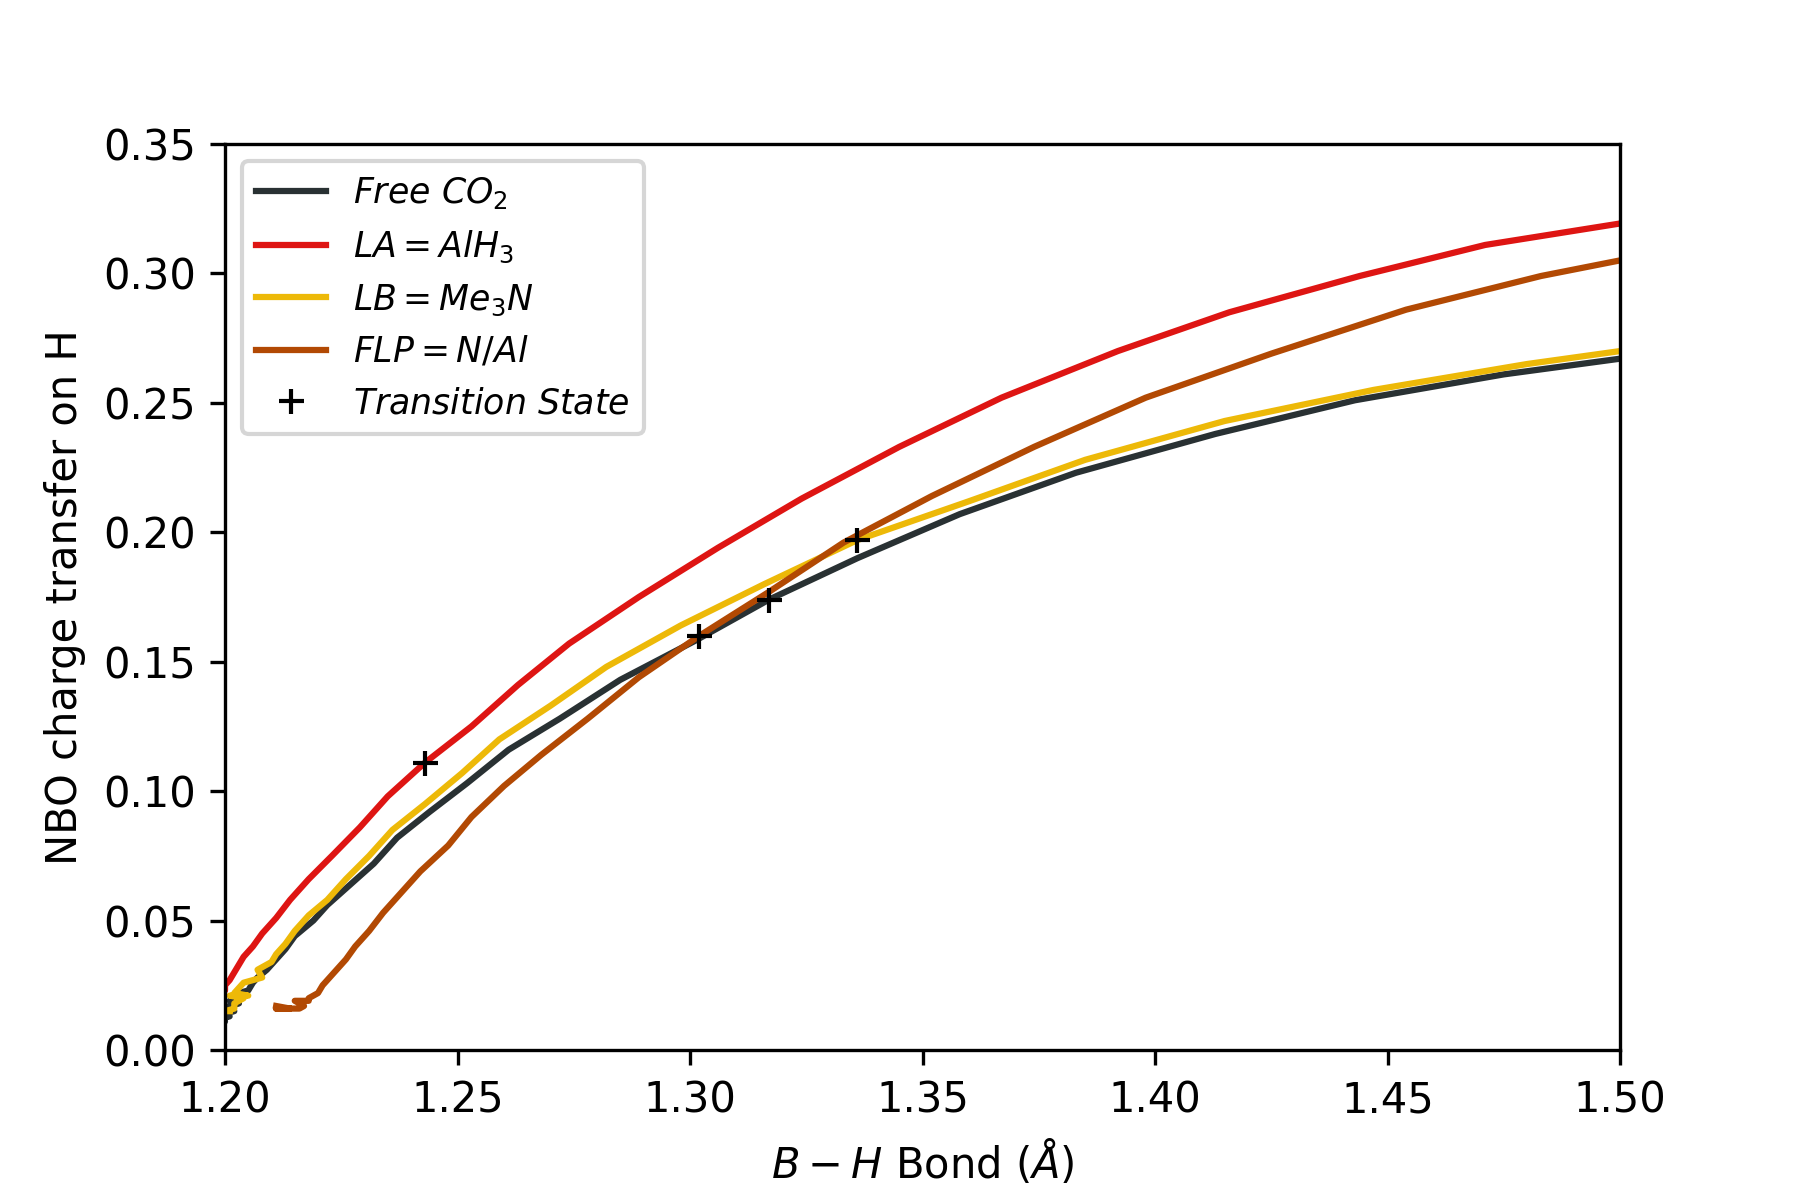 0.35
0.30
0.25
0.20
0.15
0.10
0.05
0.00
NBO charge transfer on H
Free CO₂
LA = AlH₃
LB = Me₃N
FLP = N/Al
Transition State
1.20 1.25 1.30 1.35 1.40 1.45 1.50
B − H Bond (Å)